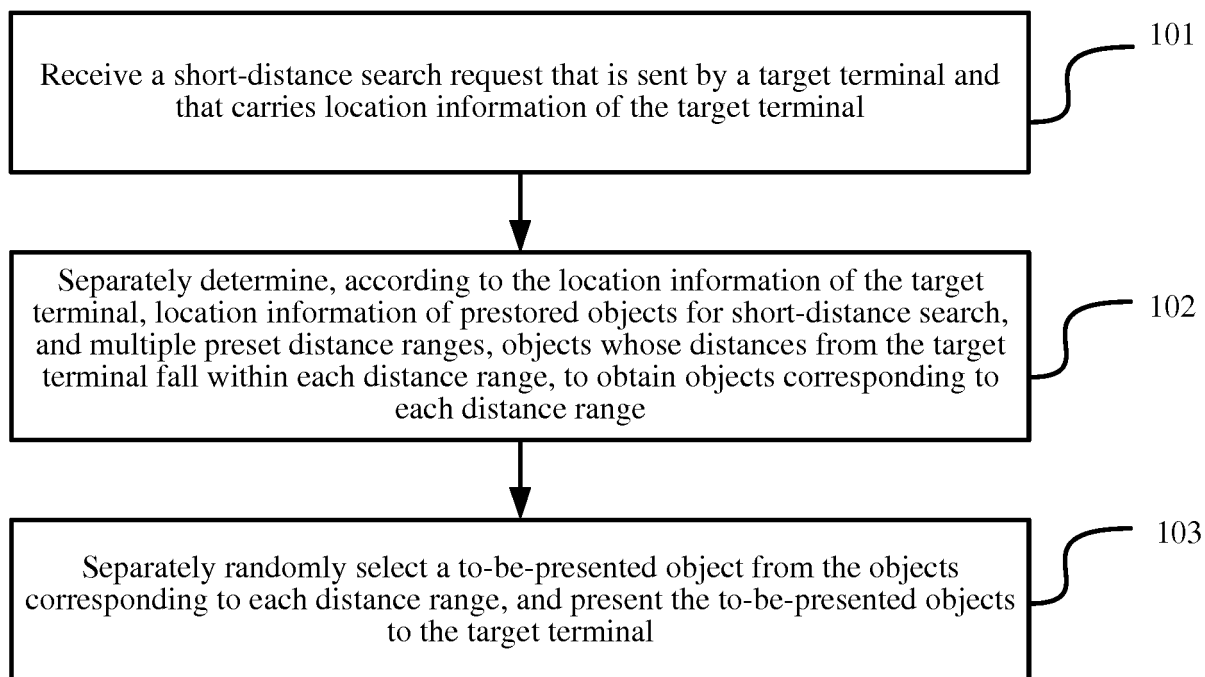 Receive a short-distance search request that is sent by a target terminal and
that carries location information of the target terminal
101
Separately determine, according to the location information of the target
terminal, location information of prestored objects for short-distance search,
and multiple preset distance ranges, objects whose distances from the target
terminal fall within each distance range, to obtain objects corresponding to
each distance range
102
Separately randomly select a to-be-presented object from the objects
corresponding to each distance range, and present the to-be-presented objects
to the target terminal
103